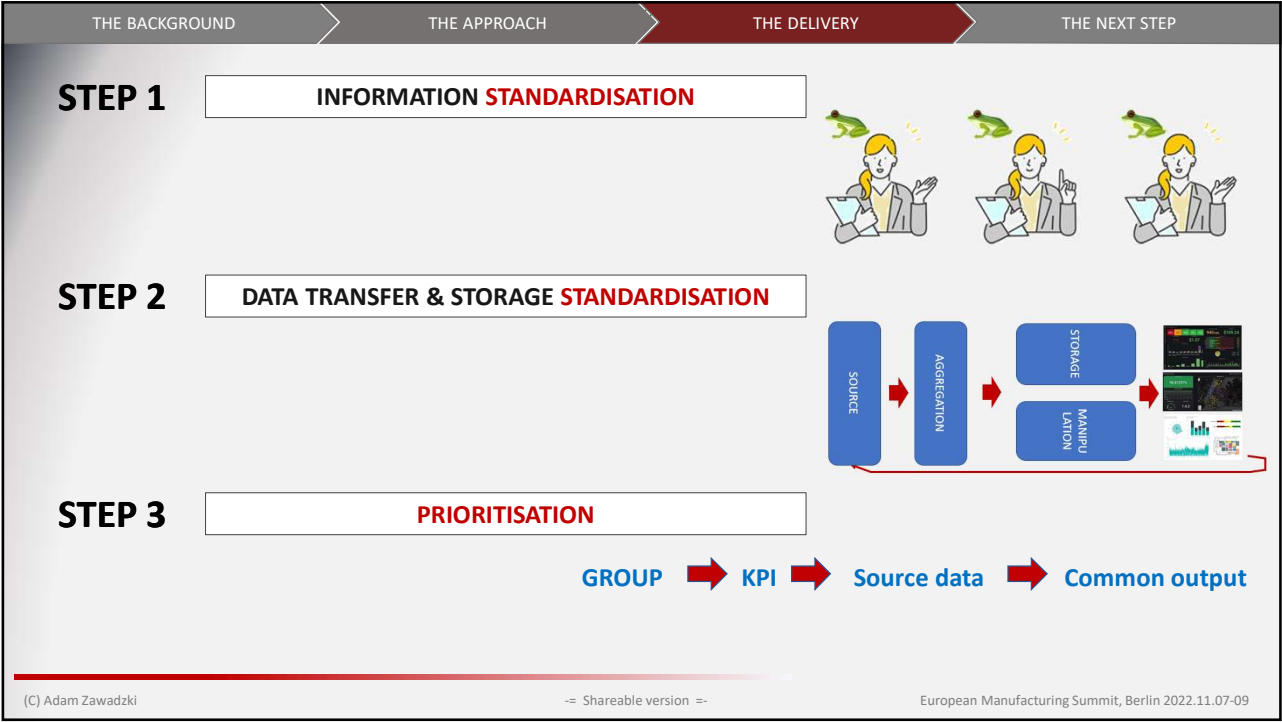 THE BACKGROUND
THE APPROACH
THE DELIVERY
THE NEXT STEP
STEP 1
INFORMATION STANDARDISATION
STEP 2
DATA TRANSFER & STORAGE STANDARDISATION
SOURCE
AGGREGATION
STORAGE
MANIPU
LATION
STEP 3
PRIORITISATION
GROUP
KPI
Source data
Common output
(C) Adam Zawadzki
-= Shareable version =-
European Manufacturing Summit, Berlin 2022.11.07-09